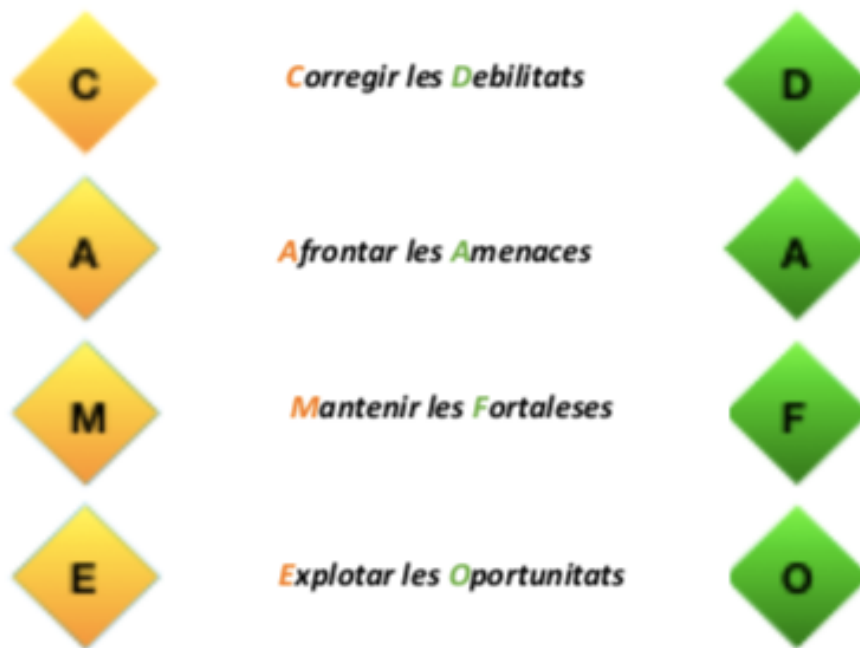 C Corregir les Debilitats D
A Afrontar les Amenaces A
M Mantenir les Fortaleses F
E Explotar les Oportunitats O